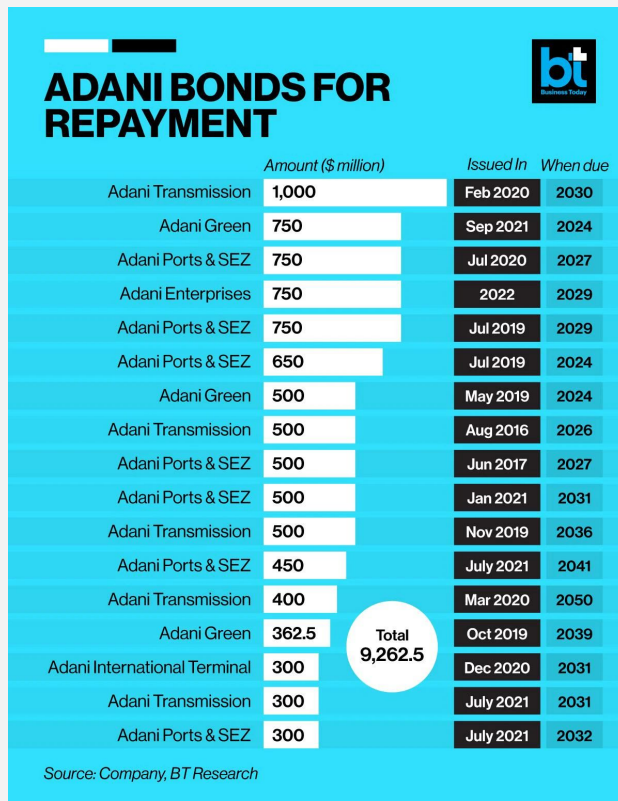 bt
Business Today
ADANI BONDS FOR
REPAYMENT
Amount ($ million) Issued In When due
Adani Transmission 1,000 Feb 2020 2030
Adani Green 750 Sep 2021 2024
Adani Ports & SEZ 750 Jul 2020 2027
Adani Enterprises 750 2022 2029
Adani Ports & SEZ 750 Jul 2019 2029
Adani Ports & SEZ 650 Jul 2019 2024
Adani Green 500 May 2019 2024
Adani Transmission 500 Aug 2016 2026
Adani Ports & SEZ 500 Jun 2017 2027
Adani Ports & SEZ 500 Jan 2021 2031
Adani Transmission 500 Nov 2019 2036
Adani Ports & SEZ 450 July 2021 2041
Adani Transmission 400 Mar 2020 2050
Adani Green 362.5 Oct 2019 2039
Total
9,262.5
Adani International Terminal 300 Dec 2020 2031
Adani Transmission 300 July 2021 2031
Adani Ports & SEZ 300 July 2021 2032
Source: Company, BT Research